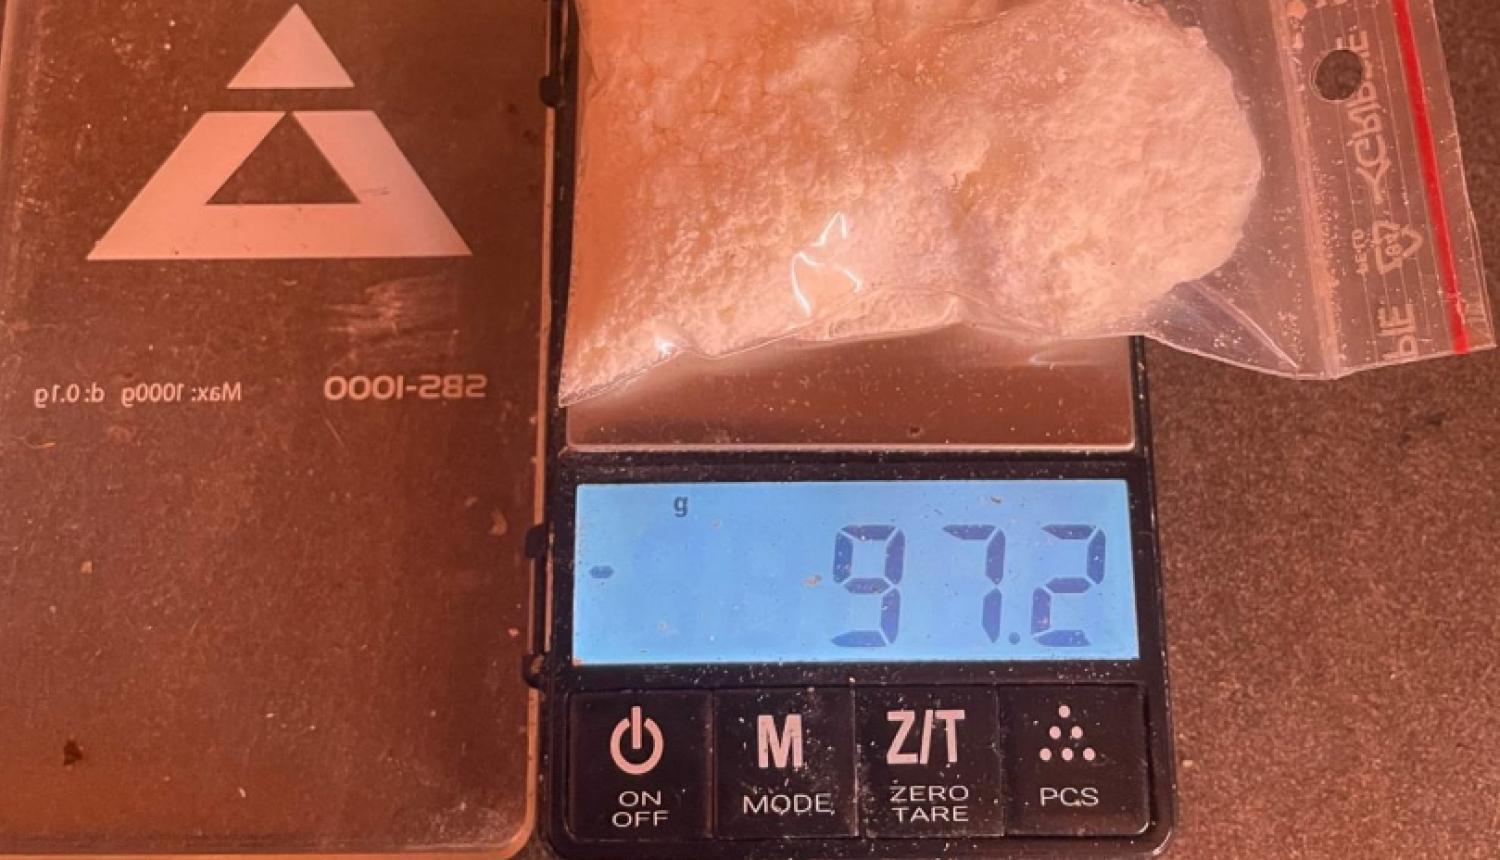 SBS-1000
Max: 1000g d: 0.1g
g
-97.2
ON
OFF
M
MODE
Z/T
ZERO
TARE
PCS